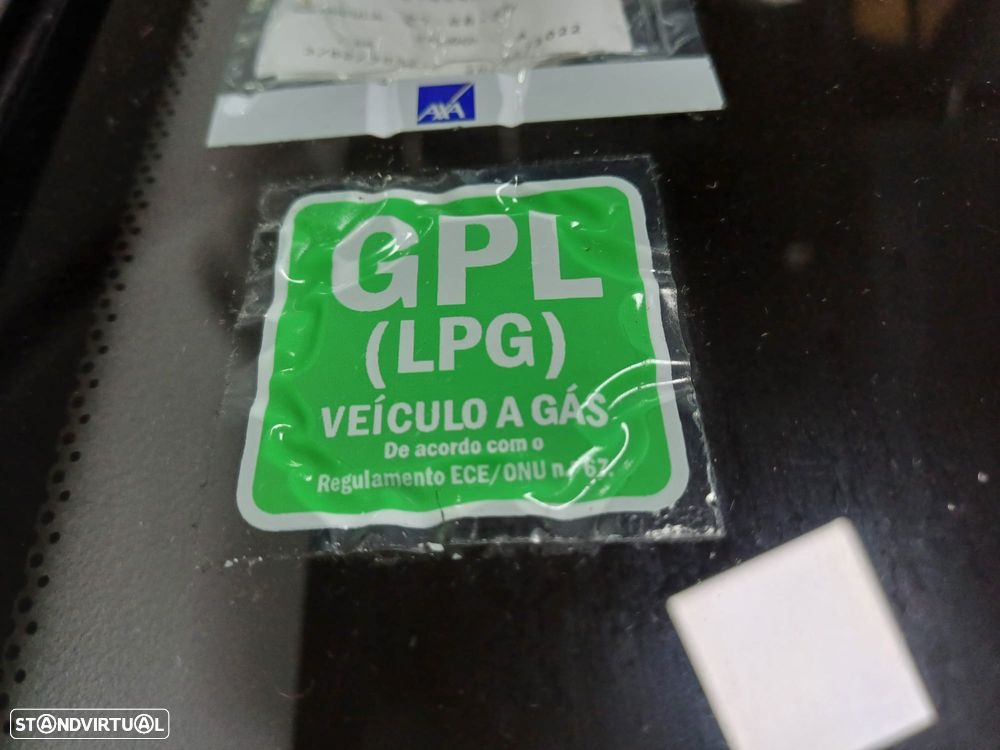 AXA
GPL
(LPG)
VEÍCULO A GÁS
De acordo com o
Regulamento ECE/ONU n.º 67.
STANDVIRTUAL